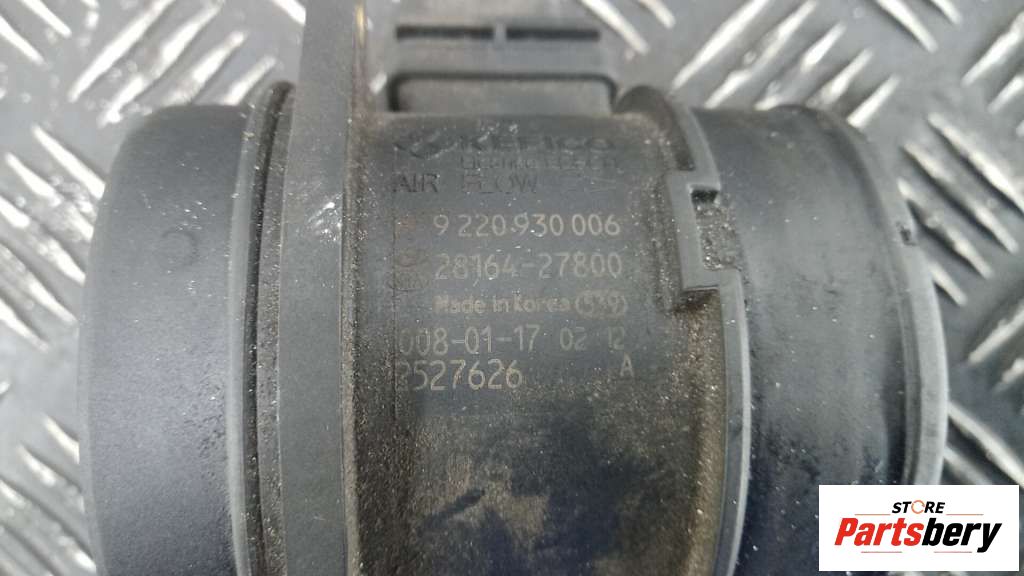 KEFICO
AIR FLOW
9 220 930 006
28164-27800
Made in Korea
008-01-17 02 12
2527626 A
STORE
Partsbery